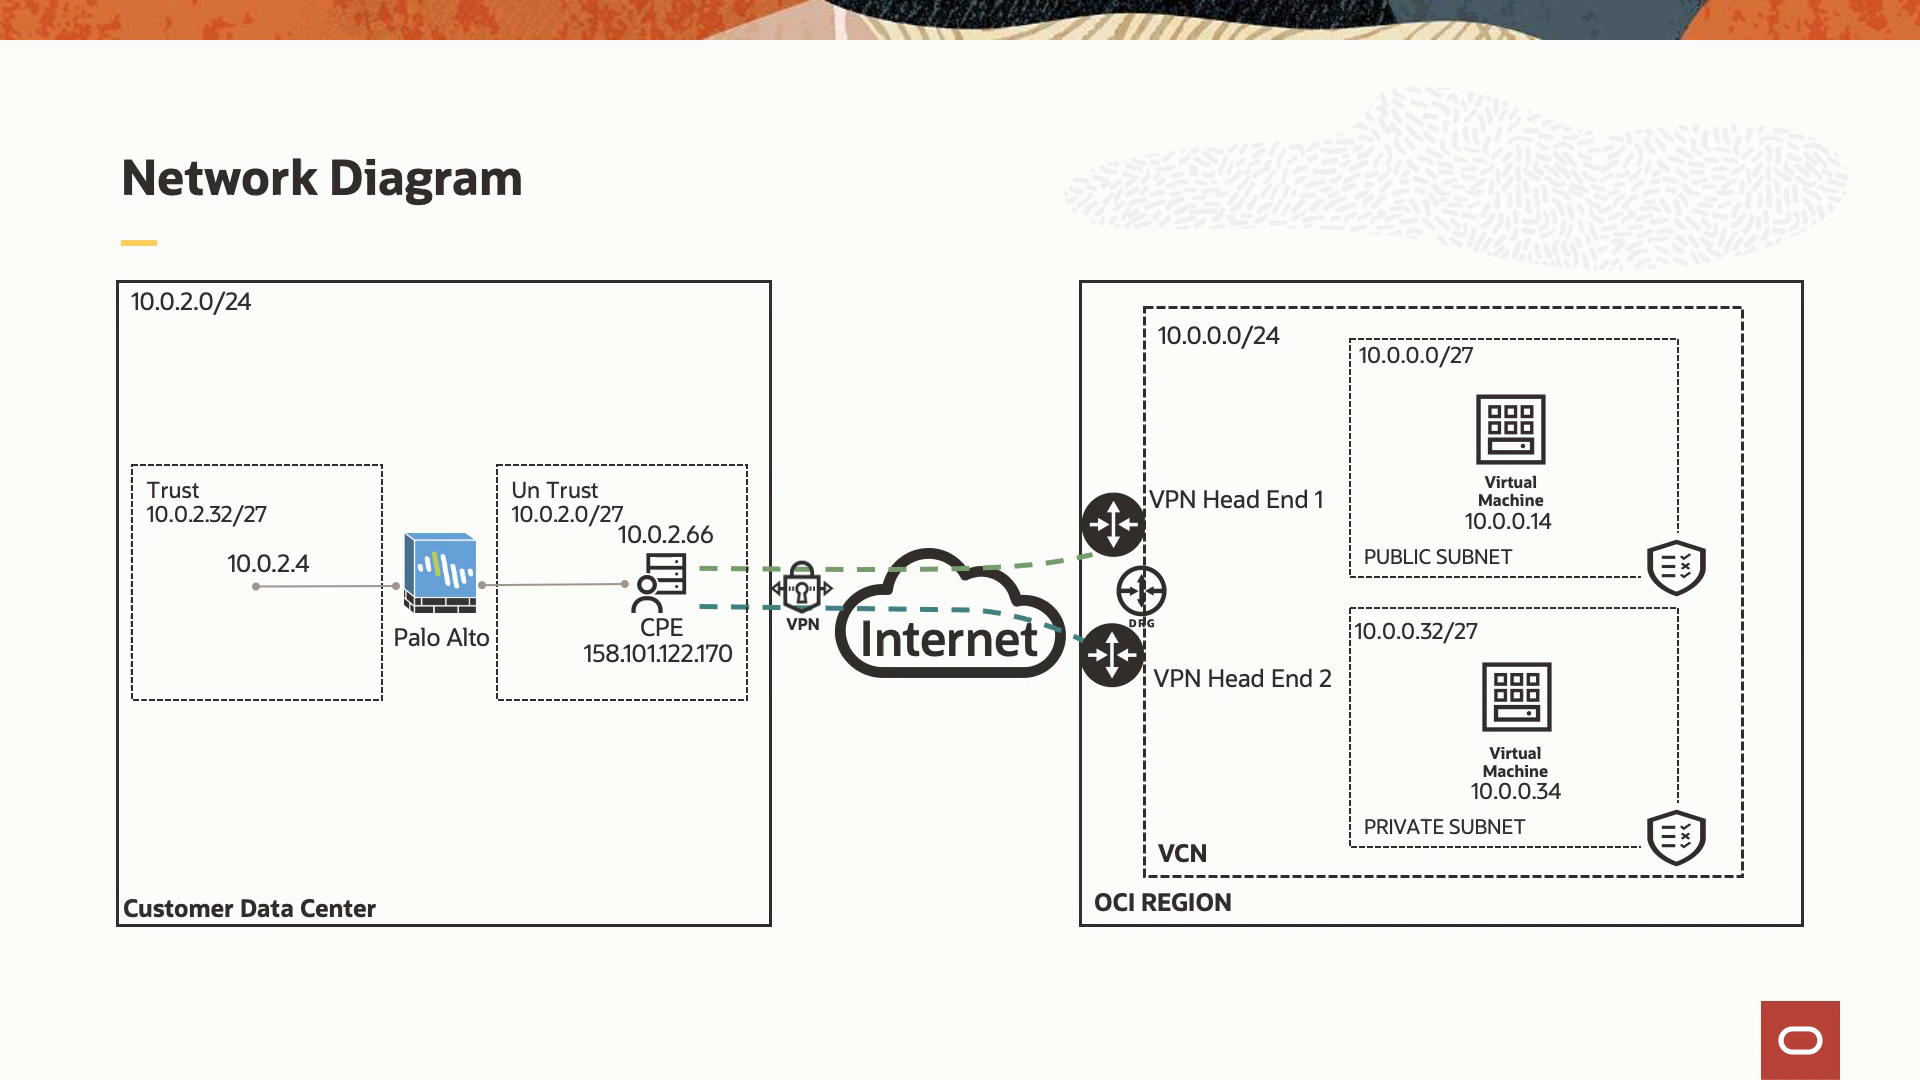 Network Diagram
10.0.2.0/24
Trust
10.0.2.32/27
10.0.2.4
Palo Alto
Un Trust
10.0.2.0/27
10.0.2.66
CPE
158.101.122.170
Customer Data Center
VPN
Internet
VPN Head End 1
DRG
VPN Head End 2
10.0.0.0/24
10.0.0.0/27
Virtual
Machine
10.0.0.14
PUBLIC SUBNET
10.0.0.32/27
Virtual
Machine
10.0.0.34
PRIVATE SUBNET
VCN
OCI REGION